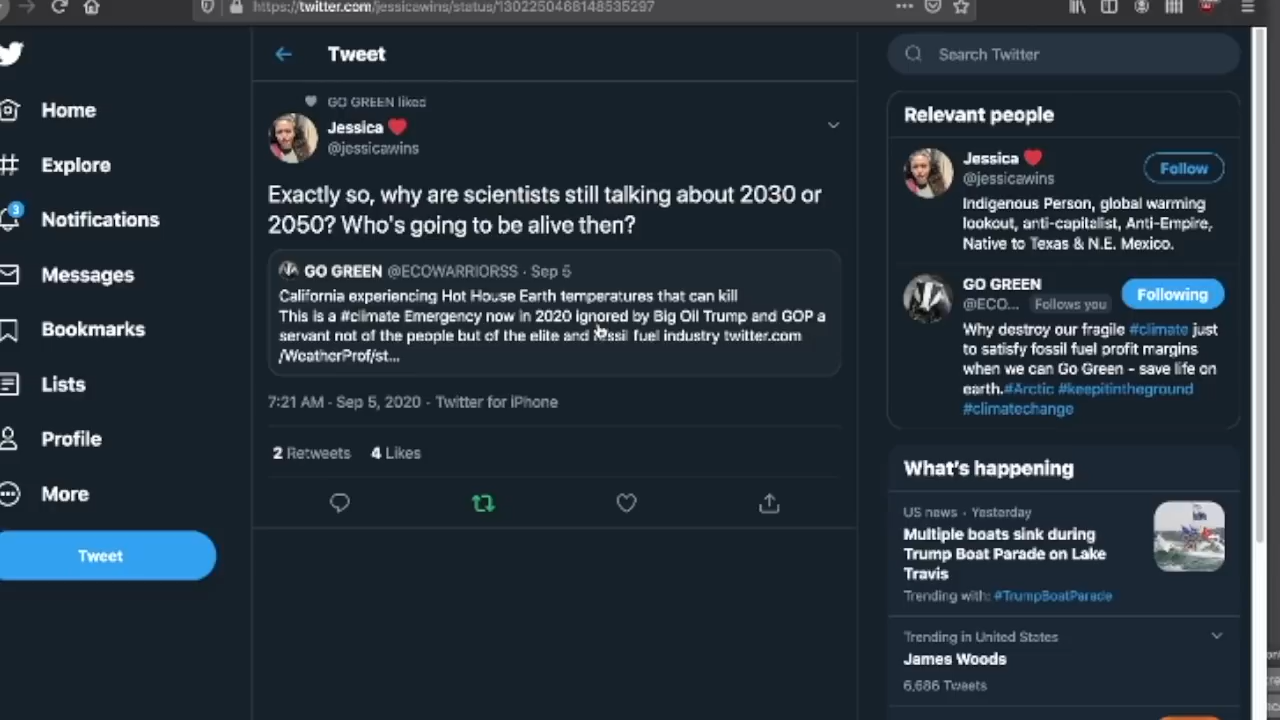 https://twitter.com/jessicawins/status/1302250468148535297
Home
Explore
3
Notifications
Messages
Bookmarks
Lists
Profile
More
Tweet
Tweet
GO GREEN liked
Jessica
@jessicawins
Exactly so, why are scientists still talking about 2030 or
2050? Who's going to be alive then?
GO GREEN @ECOWARRIORSS · Sep 5
California experiencing Hot House Earth temperatures that can kill
This is a #climate Emergency now in 2020 ignored by Big Oil Trump and GOP a
servant not of the people but of the elite and fossil fuel industry twitter.com
/WeatherProf/st...
7:21 AM · Sep 5, 2020 · Twitter for iPhone
2 Retweets 4 Likes
Search Twitter
Relevant people
Jessica
@jessicawins
Follow
Indigenous Person, global warming
lookout, anti-capitalist, Anti-Empire,
Native to Texas & N.E. Mexico.
GO GREEN
@ECO... Follows you
Following
Why destroy our fragile #climate just
to satisfy fossil fuel profit margins
when we can Go Green - save life on
earth.#Arctic #keepitintheground
#climatechange
What's happening
US news · Yesterday
Multiple boats sink during
Trump Boat Parade on Lake
Travis
Trending with: #TrumpBoatParade
Trending in United States
James Woods
6,686 Tweets